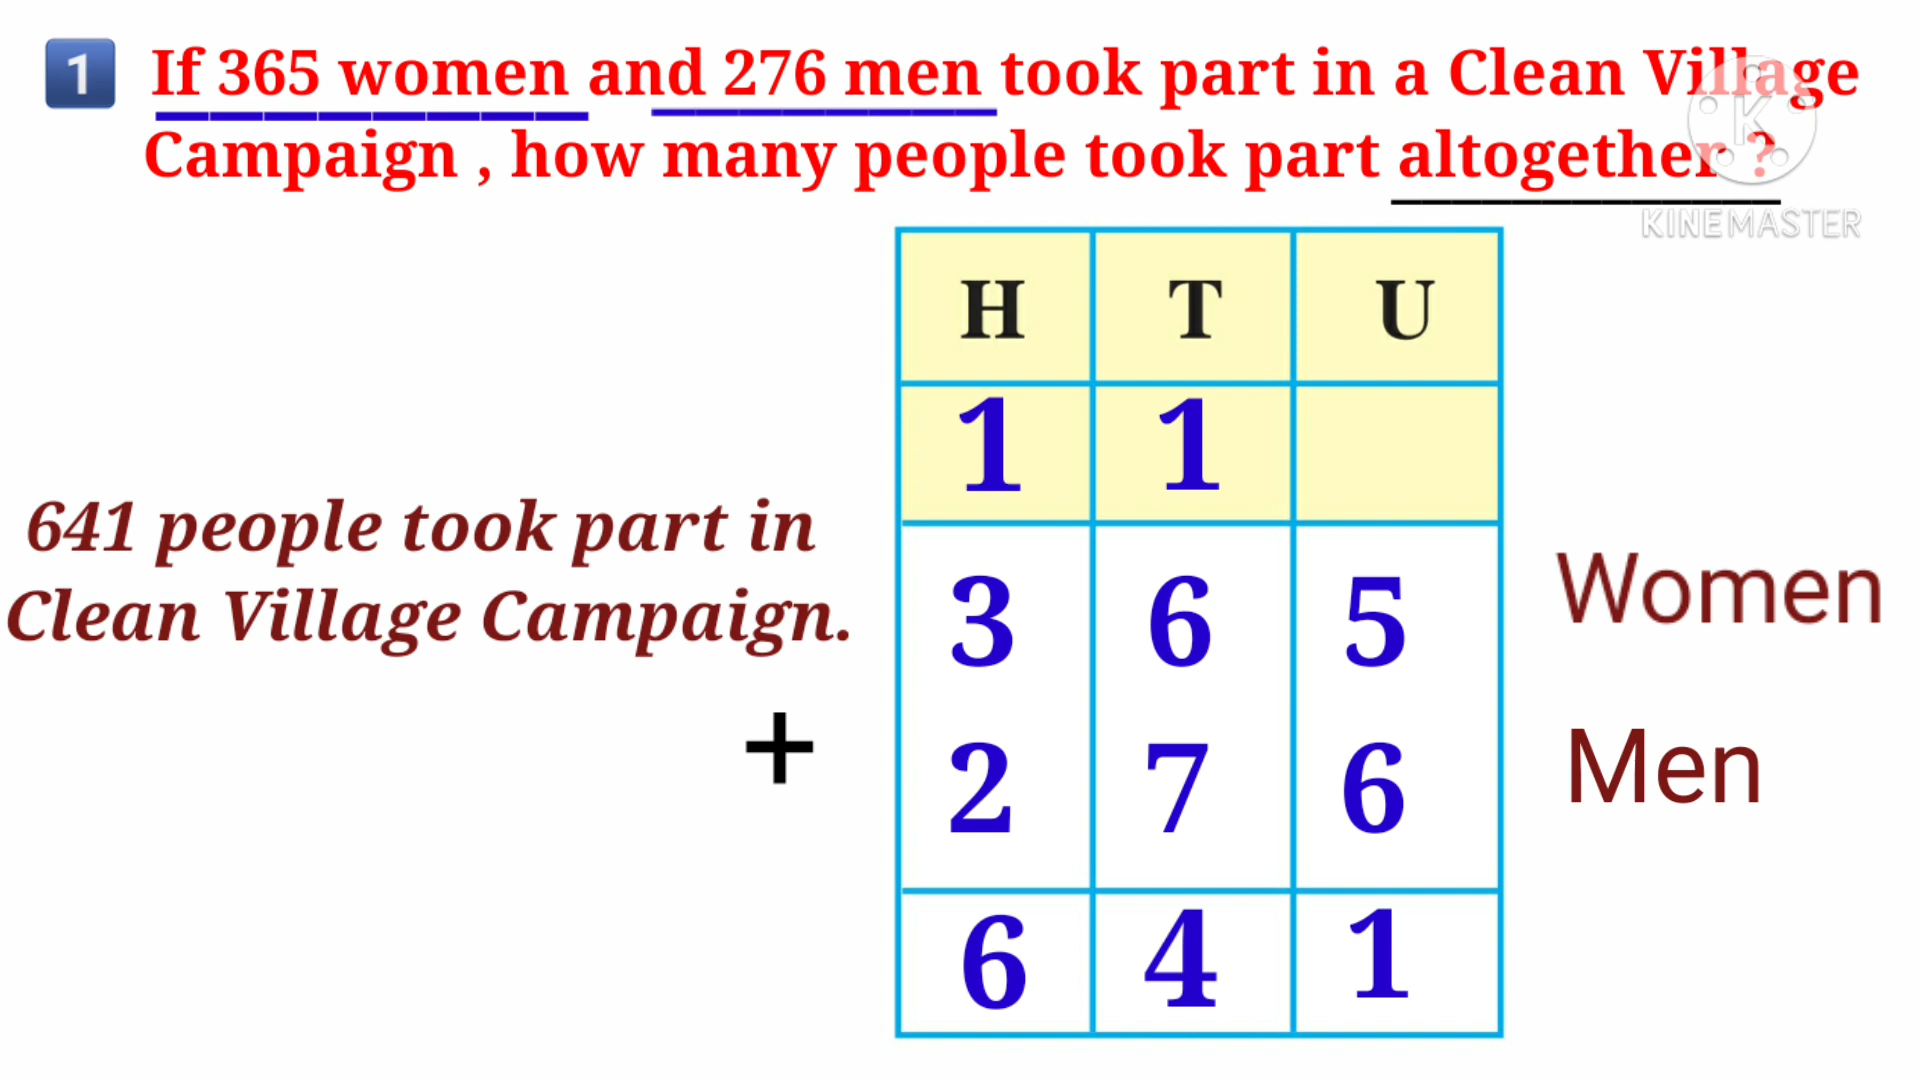 1 If 365 women and 276 men took part in a Clean Village
Campaign , how many people took part altogether ?
K
KINEMASTER
H T U
1 1
641 people took part in
Clean Village Campaign.
3 6 5 Women
+ 2 7 6 Men
6 4 1